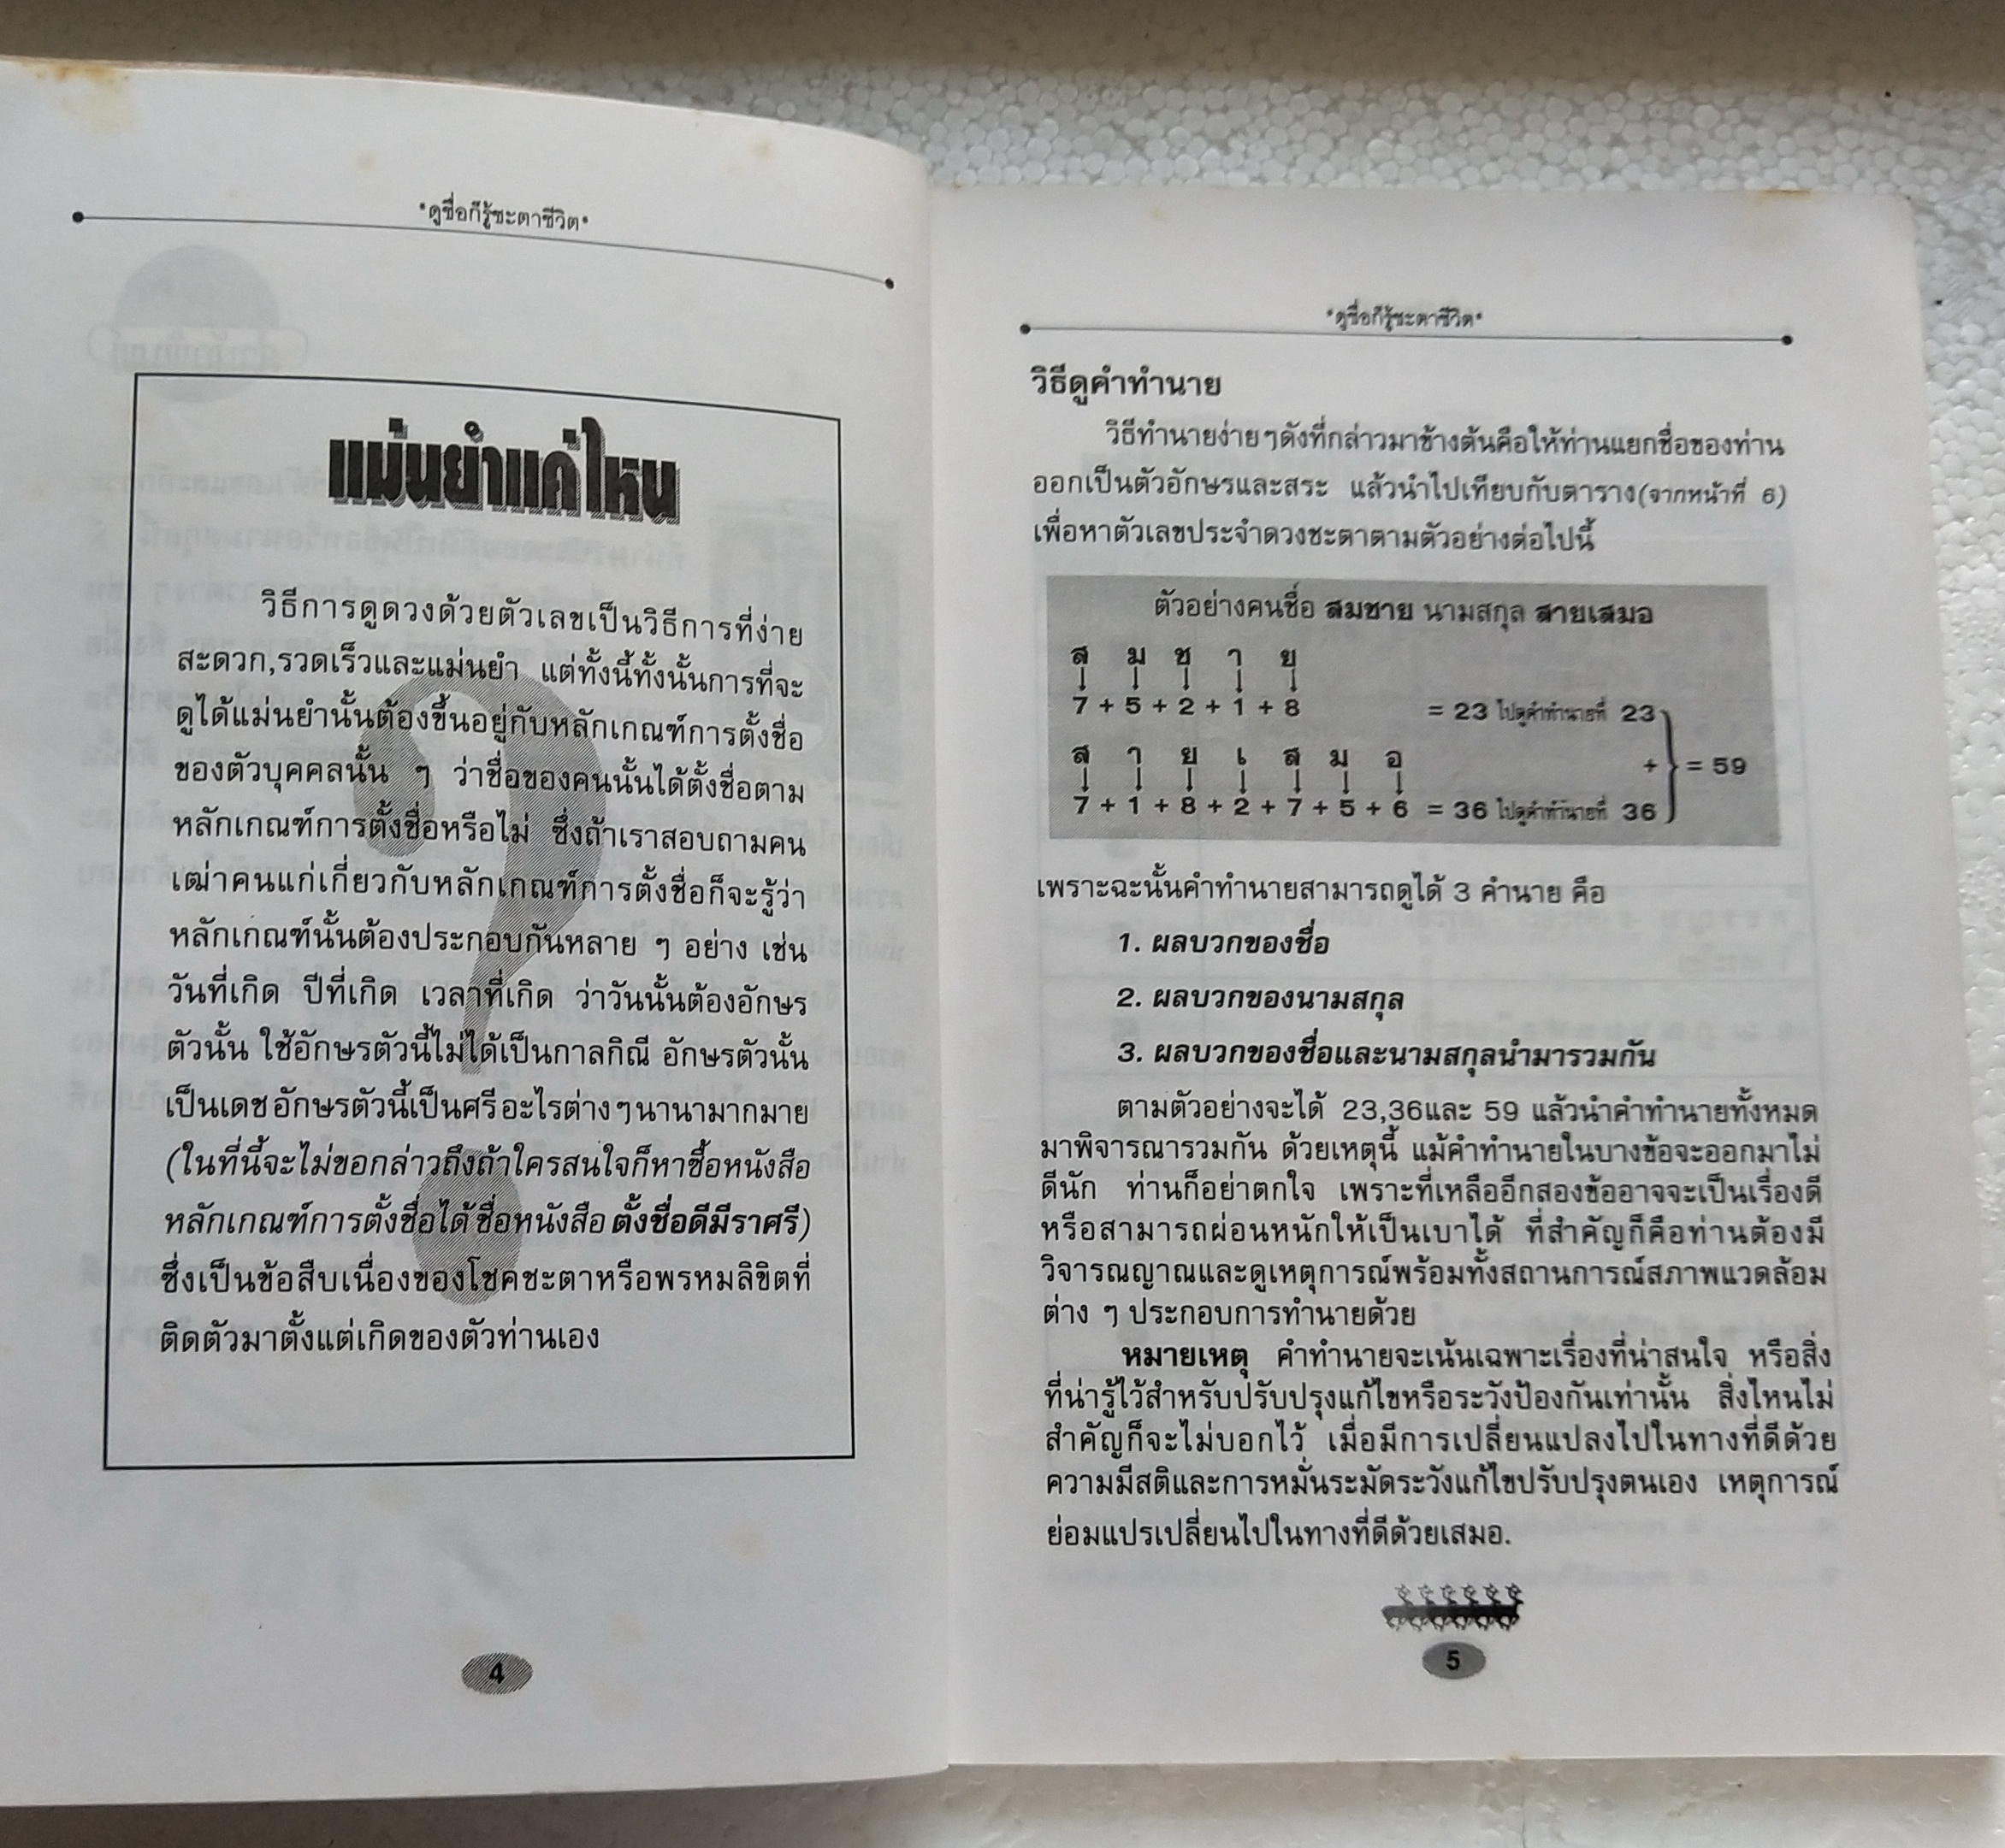 *ดูชื่อก็รู้ชะตาชีวิต*
แม่นยำแค่ไหน
วิธีการดูดวงด้วยตัวเลขเป็นวิธีการที่ง่าย
สะดวก,รวดเร็วและแม่นยำ แต่ทั้งนี้ทั้งนั้นการที่จะ
ดูได้แม่นยำนั้นต้องขึ้นอยู่กับหลักเกณฑ์การตั้งชื่อ
ของตัวบุคคลนั้น ๆ ว่าชื่อของคนนั้นได้ตั้งชื่อตาม
หลักเกณฑ์การตั้งชื่อหรือไม่ ซึ่งถ้าเราสอบถามคน
เฒ่าคนแก่เกี่ยวกับหลักเกณฑ์การตั้งชื่อก็จะรู้ว่า
หลักเกณฑ์นั้นต้องประกอบกันหลาย ๆ อย่าง เช่น
วันที่เกิด ปีที่เกิด เวลาที่เกิด ว่าวันนั้นต้องอักษร
ตัวนั้น ใช้อักษรตัวนี้ไม่ได้เป็นกาลกิณี อักษรตัวนั้น
เป็นเดช อักษรตัวนี้เป็นศรี อะไรต่าง ๆ นานามากมาย
(ในที่นี้จะไม่ขอกล่าวถึงถ้าใครสนใจก็หาซื้อหนังสือ
หลักเกณฑ์การตั้งชื่อได้ ชื่อหนังสือ ตั้งชื่อดีมีราศรี)
ซึ่งเป็นข้อสืบเนื่องของโชคชะตาหรือพรหมลิขิตที่
ติดตัวมาตั้งแต่เกิดของตัวท่านเอง
4
*ดูชื่อก็รู้ชะตาชีวิต*
วิธีดูคำทำนาย
วิธีทำนายง่าย ๆ ดังที่กล่าวมาข้างต้นคือให้ท่านแยกชื่อของท่าน
ออกเป็นตัวอักษรและสระ แล้วนำไปเทียบกับตาราง(จากหน้าที่ 6)
เพื่อหาตัวเลขประจำดวงชะตาตามตัวอย่างต่อไปนี้
ตัวอย่างคนชื่อ สมชาย นามสกุล สายเสมอ
ส ม ช า ย
7 + 5 + 2 + 1 + 8 = 23 ไปดูคำทำนายที่ 23
ส า ย เ ส ม อ
+ = 59
7 + 1 + 8 + 2 + 7 + 5 + 6 = 36 ไปดูคำทำนายที่ 36
เพราะฉะนั้นคำทำนายสามารถดูได้ 3 คำนาย คือ
1. ผลบวกของชื่อ
2. ผลบวกของนามสกุล
3. ผลบวกของชื่อและนามสกุลนำมารวมกัน
ตามตัวอย่างจะได้ 23,36และ 59 แล้วนำคำทำนายทั้งหมด
มาพิจารณารวมกัน ด้วยเหตุนี้ แม้คำทำนายในบางข้อจะออกมาไม่
ดีนัก ท่านก็อย่าตกใจ เพราะที่เหลืออีกสองข้ออาจจะเป็นเรื่องดี
หรือสามารถผ่อนหนักให้เป็นเบาได้ ที่สำคัญก็คือท่านต้องมี
วิจารณญาณและดูเหตุการณ์พร้อมทั้งสถานการณ์สภาพแวดล้อม
ต่าง ๆ ประกอบการทำนายด้วย
หมายเหตุ คำทำนายจะเน้นเฉพาะเรื่องที่น่าสนใจ หรือสิ่ง
ที่น่ารู้ไว้สำหรับปรับปรุงแก้ไขหรือระวังป้องกันเท่านั้น สิ่งไหนไม่
สำคัญก็จะไม่บอกไว้ เมื่อมีการเปลี่ยนแปลงไปในทางที่ดีด้วย
ความมีสติและการหมั่นระมัดระวังแก้ไขปรับปรุงตนเอง เหตุการณ์
ย่อมแปรเปลี่ยนไปในทางที่ดีด้วยเสมอ.
5